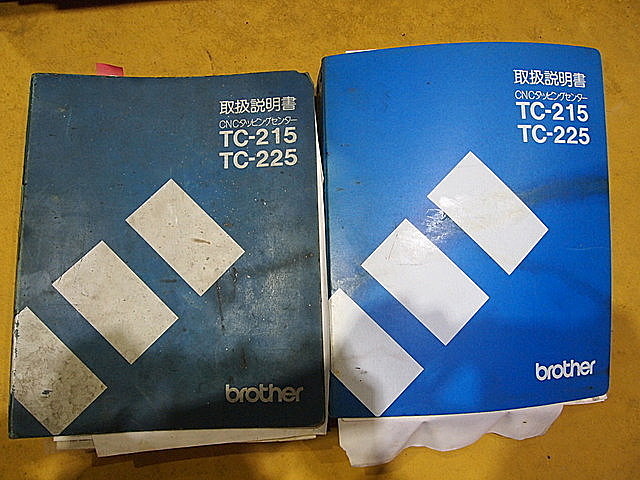 取扱説明書
CNCタッピングセンター
TC-215
TC-225
brother
取扱説明書
CNCタッピングセンター
TC-215
TC-225
brother